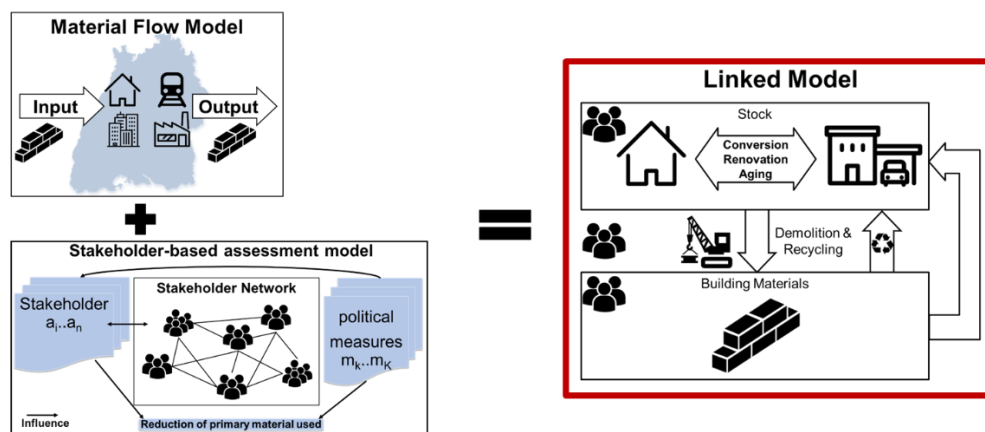 Material Flow Model
Input
Output
Stakeholder-based assessment model
Stakeholder
aᵢ..aₙ
Stakeholder Network
political
measures
mₖ..m_K
Influence
Reduction of primary material used
Linked Model
Stock
Conversion
Renovation
Aging
Demolition &
Recycling
Building Materials